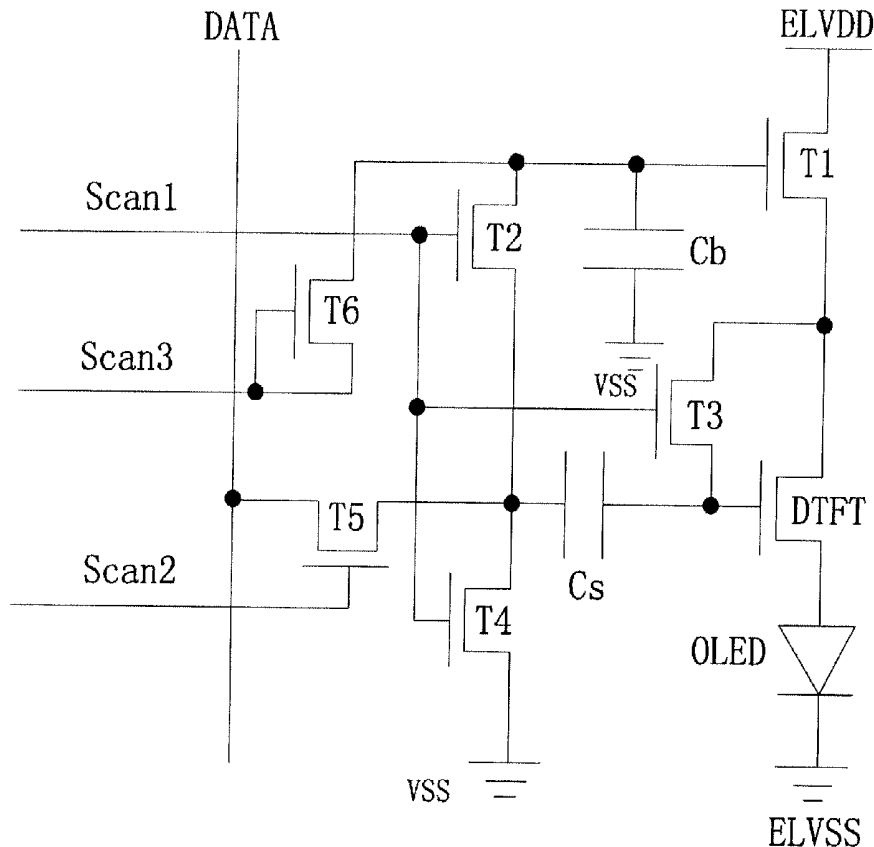 DATA
ELVDD
T1
Scan1
T2
Cb
T6
Scan3
VSS
T3
T5
DTFT
Scan2
Cs
T4
OLED
VSS
ELVSS